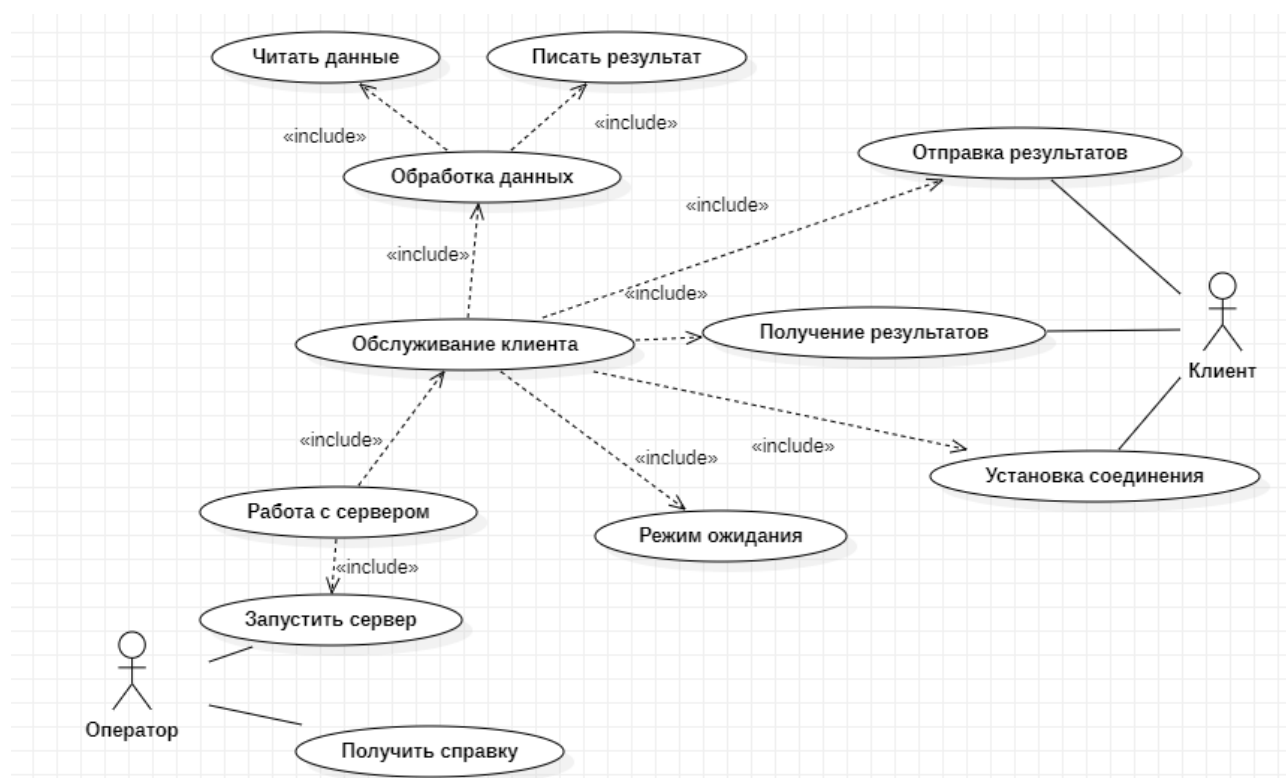 Читать данные
Писать результат
«include»
«include»
Отправка результатов
Обработка данных
«include»
«include»
«include»
Получение результатов
Обслуживание клиента
Клиент
«include»
«include»
«include»
Установка соединения
Работа с сервером
Режим ожидания
«include»
Запустить сервер
Оператор
Получить справку